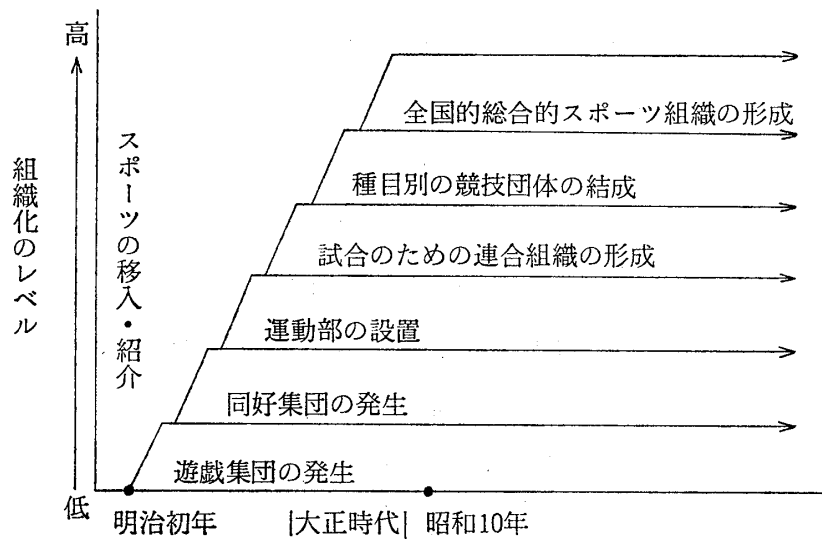 高
組織化のレベル
低
スポーツの移入・紹介
全国的総合的スポーツ組織の形成
種目別の競技団体の結成
試合のための連合組織の形成
運動部の設置
同好集団の発生
遊戯集団の発生
明治初年
大正時代
昭和10年